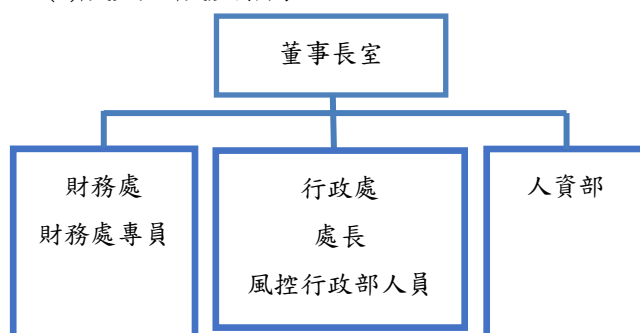 董事長室
財務處
財務處專員
行政處
處長
風控行政部人員
人資部